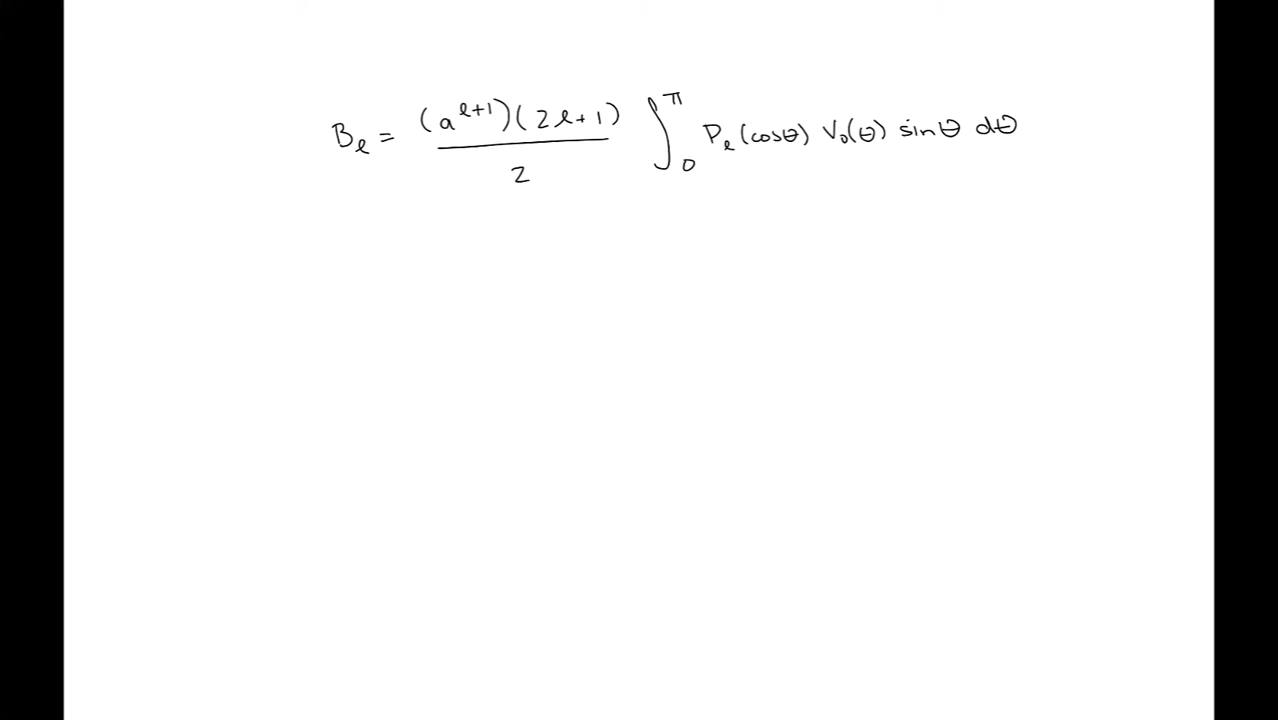 B_ℓ = (a^{ℓ+1})(2ℓ+1) / 2 ∫_0^π P_ℓ(cosθ) V_0(θ) sinθ dθ